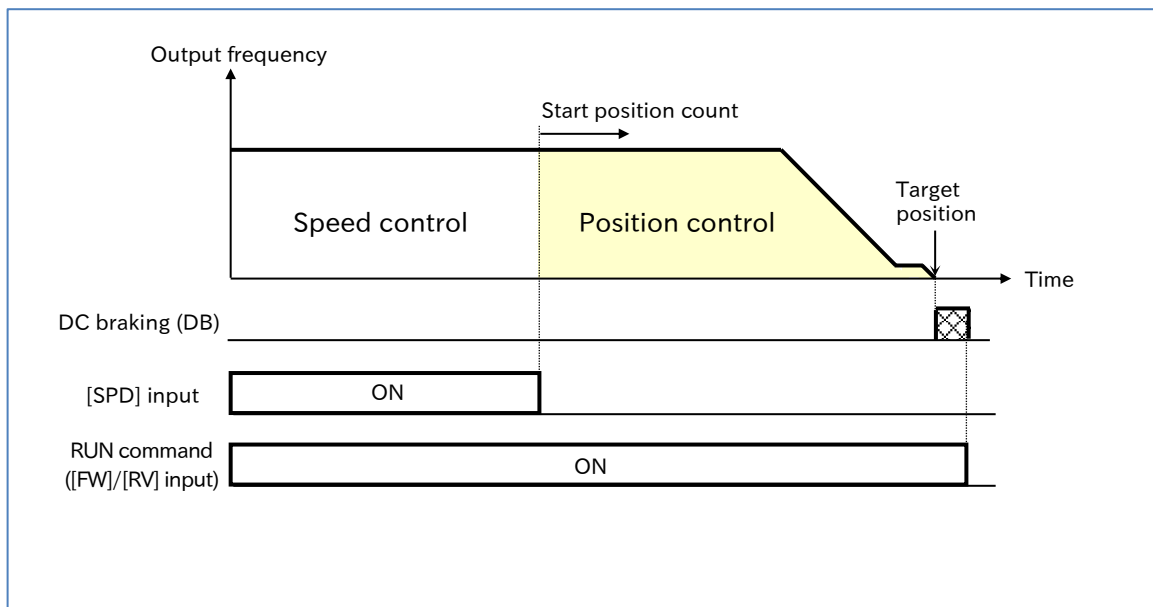 Output frequency
Start position count
Speed control
Position control
Target
position
Time
DC braking (DB)
[SPD] input
ON
RUN command
([FW]/[RV] input)
ON